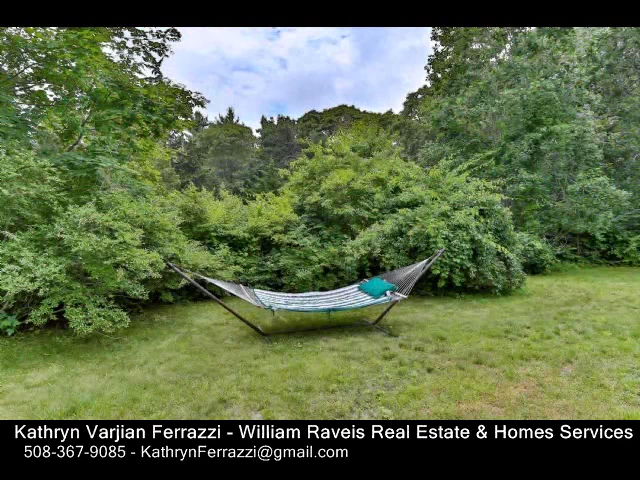 Kathryn Varjian Ferrazzi - William Raveis Real Estate & Homes Services
508-367-9085 - KathrynFerrazzi@gmail.com